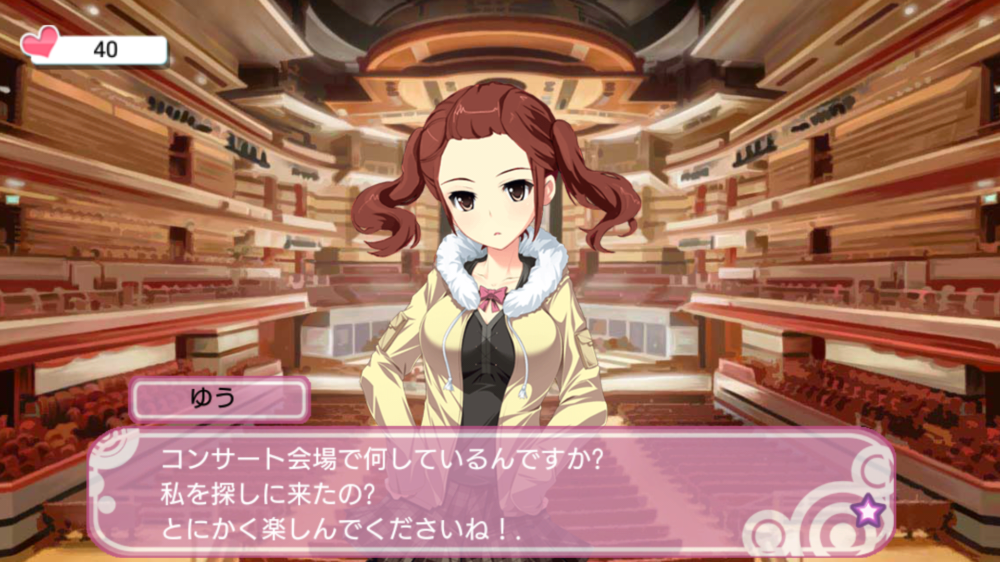 40
ゆう
コンサート会場で何しているんですか?
私を探しに来たの?
とにかく楽しんでくださいね！.